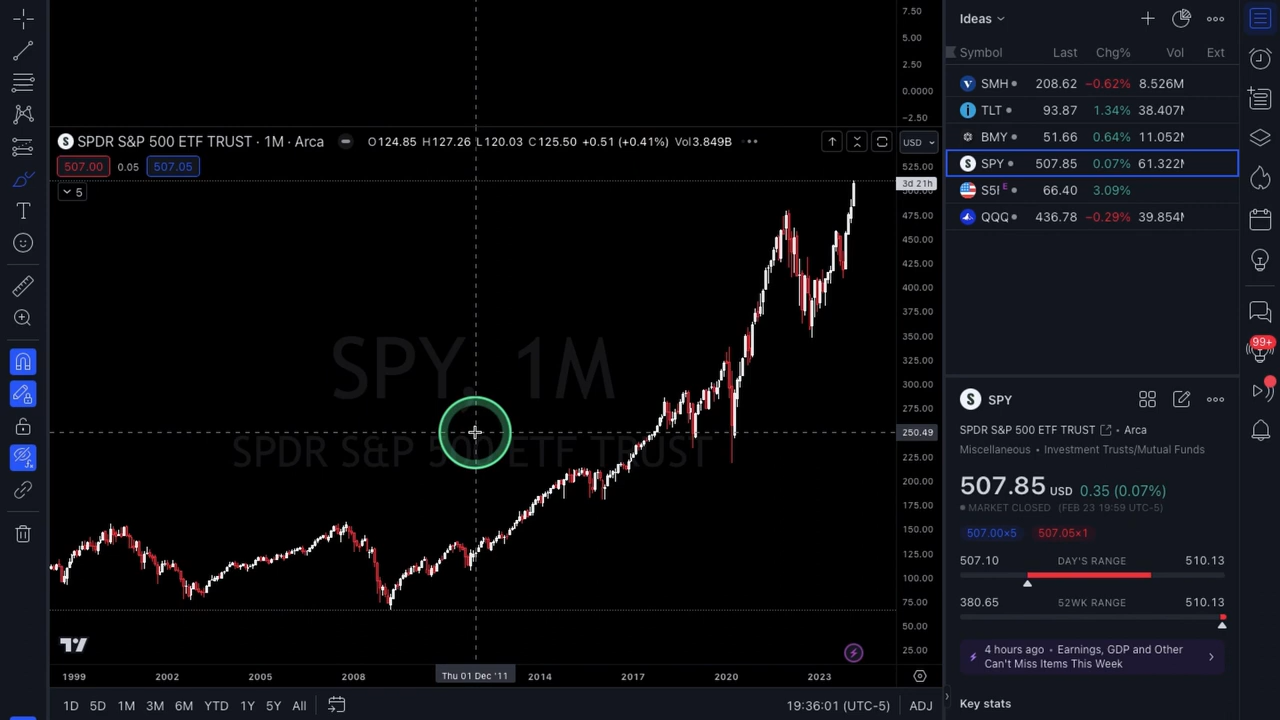 7.50
5.00
2.50
0.0000
−2.50
SPDR S&P 500 ETF TRUST · 1M · Arca O124.85 H127.26 L120.03 C125.50 +0.51 (+0.41%) Vol3.849B
USD
507.00 0.05 507.05
5
525.00
3d 21h
475.00
450.00
425.00
400.00
375.00
350.00
325.00
300.00
275.00
250.49
225.00
200.00
175.00
150.00
125.00
100.00
75.00
50.00
25.00
SPY, 1M
SPDR S&P 500 ETF TRUST
1999 2002 2005 2008 Thu 01 Dec '11 2014 2017 2020 2023
1D 5D 1M 3M 6M YTD 1Y 5Y All 19:36:01 (UTC-5) ADJ
Ideas
Symbol Last Chg% Vol Ext
SMH 208.62 −0.62% 8.526M
TLT 93.87 1.34% 38.407M
BMY 51.66 0.64% 11.052M
SPY 507.85 0.07% 61.322M
S5I E 66.40 3.09%
QQQ 436.78 −0.29% 39.854M
99+
SPY
SPDR S&P 500 ETF TRUST Arca
Miscellaneous • Investment Trusts/Mutual Funds
507.85 USD 0.35 (0.07%)
MARKET CLOSED (FEB 23 19:59 UTC-5)
507.00×5 507.05×1
507.10 DAY'S RANGE 510.13
380.65 52WK RANGE 510.13
4 hours ago • Earnings, GDP and Other
Can't Miss Items This Week
Key stats